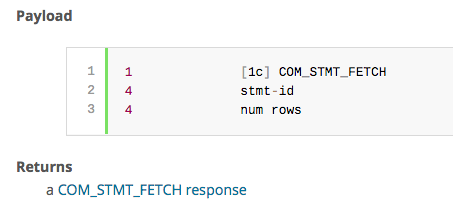 Payload
1 1 [1c] COM_STMT_FETCH
2 4 stmt-id
3 4 num rows
Returns
a COM_STMT_FETCH response